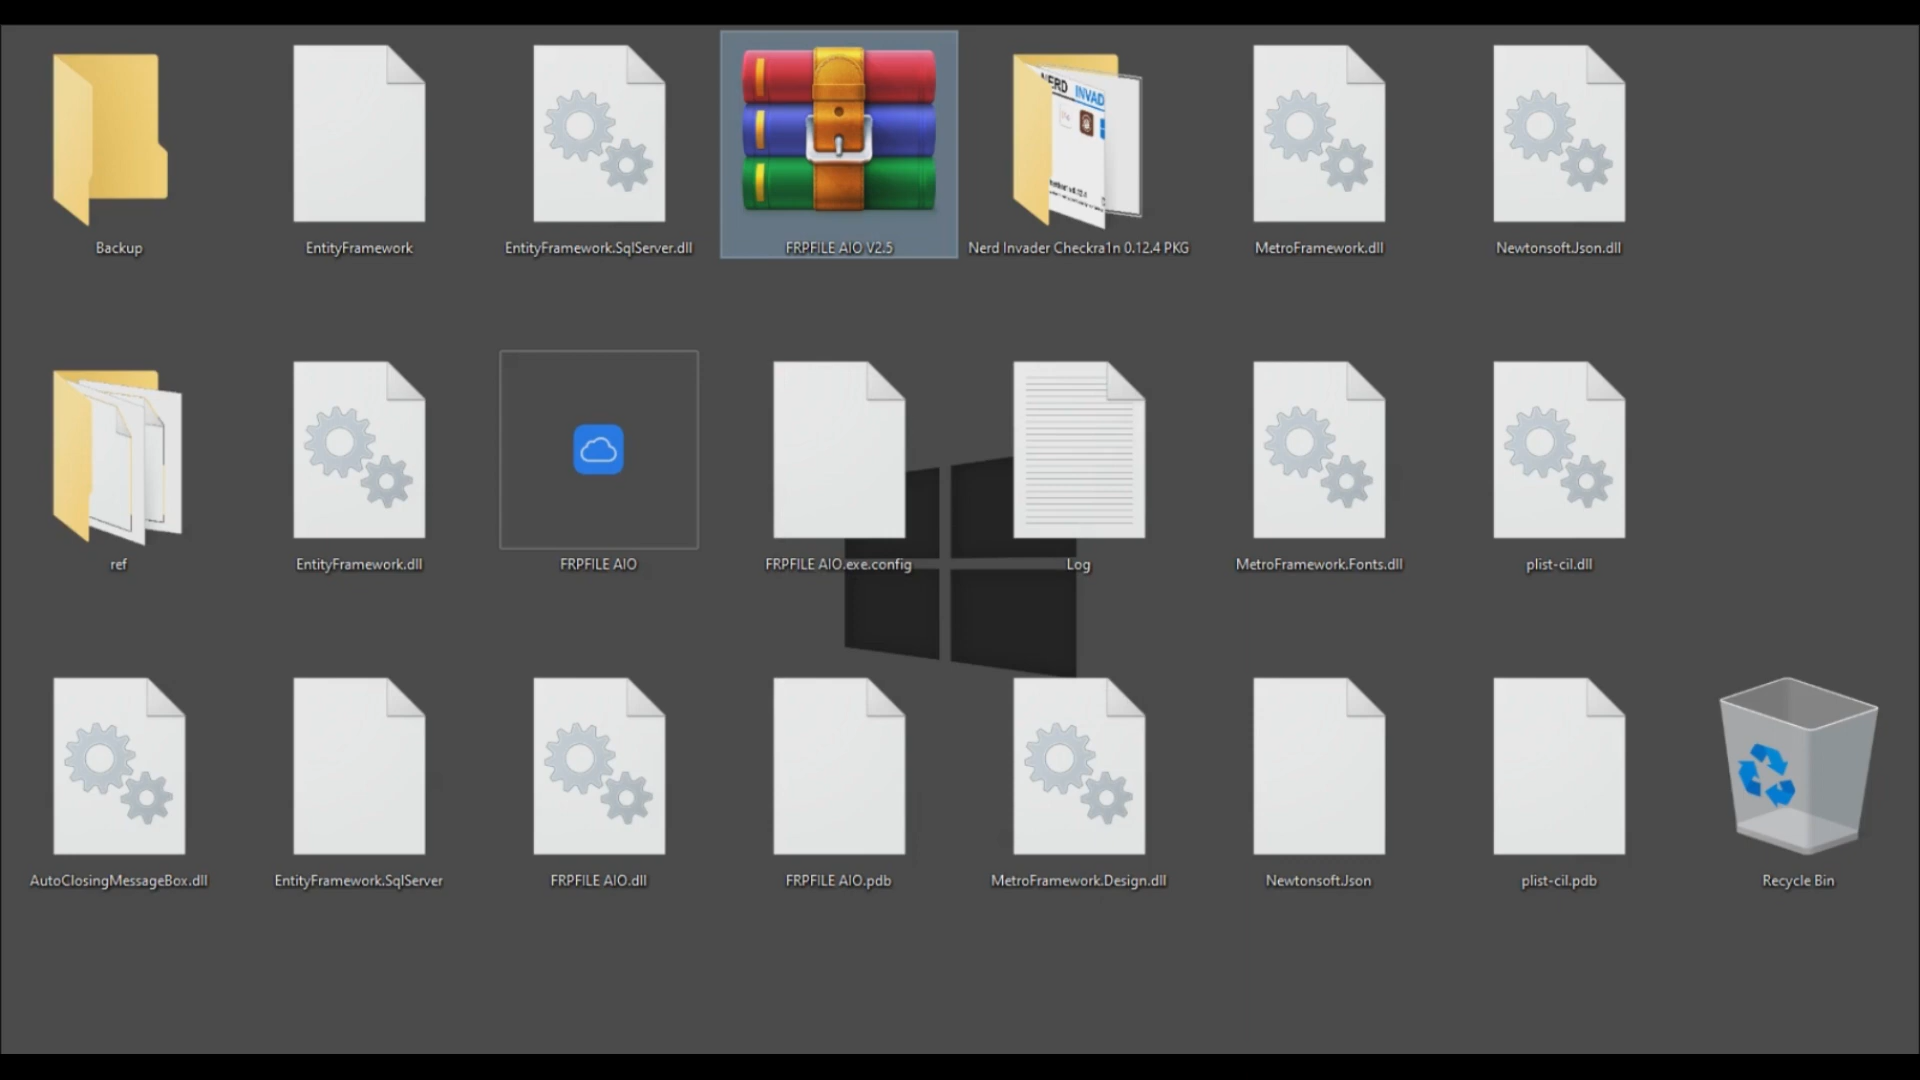 Backup
EntityFramework
EntityFramework.SqlServer.dll
FRPFILE AIO V2.5
NERD INVAD
Nerd Invader Checkra1n 0.12.4 PKG
MetroFramework.dll
Newtonsoft.Json.dll
ref
EntityFramework.dll
FRPFILE AIO
FRPFILE AIO.exe.config
Log
MetroFramework.Fonts.dll
plist-cil.dll
AutoClosingMessageBox.dll
EntityFramework.SqlServer
FRPFILE AIO.dll
FRPFILE AIO.pdb
MetroFramework.Design.dll
Newtonsoft.Json
plist-cil.pdb
Recycle Bin